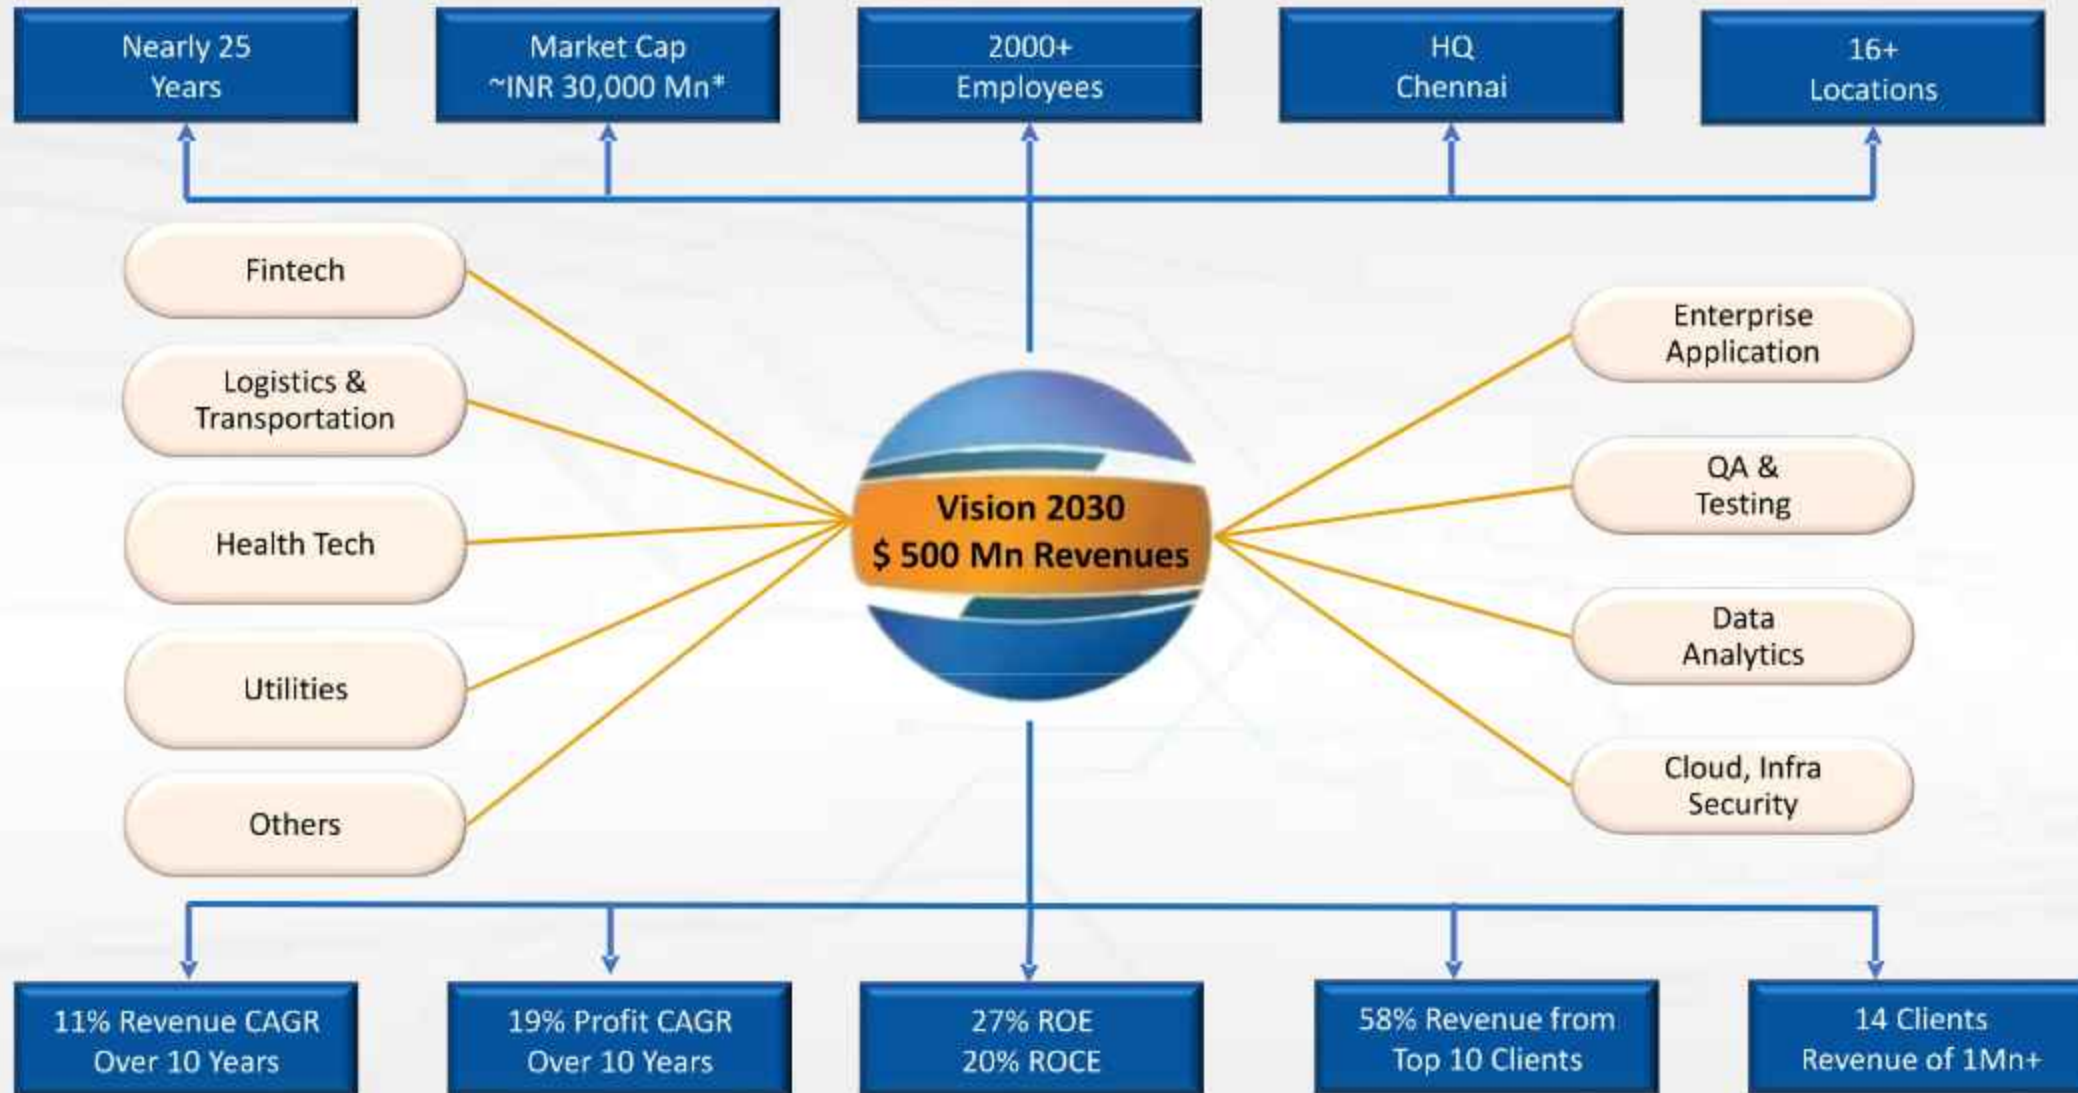 Nearly 25
Years
Market Cap
~INR 30,000 Mn*
2000+
Employees
HQ
Chennai
16+
Locations
Fintech
Logistics &
Transportation
Health Tech
Utilities
Others
Vision 2030
$ 500 Mn Revenues
Enterprise
Application
QA &
Testing
Data
Analytics
Cloud, Infra
Security
11% Revenue CAGR
Over 10 Years
19% Profit CAGR
Over 10 Years
27% ROE
20% ROCE
58% Revenue from
Top 10 Clients
14 Clients
Revenue of 1Mn+